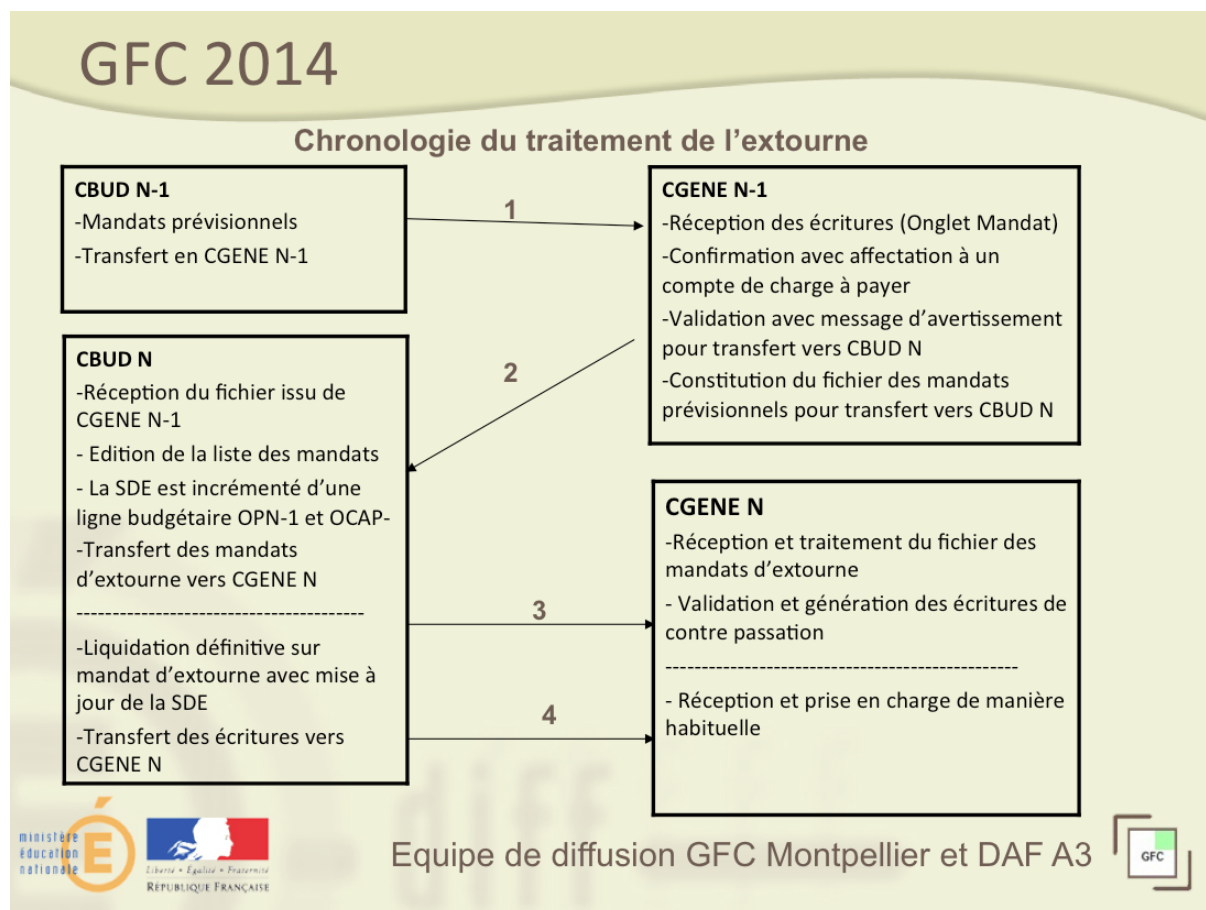 GFC 2014
Chronologie du traitement de l’extourne
CBUD N-1
-Mandats prévisionnels
-Transfert en CGENE N-1
1
CGENE N-1
-Réception des écritures (Onglet Mandat)
-Confirmation avec affectation à un
compte de charge à payer
-Validation avec message d’avertissement
pour transfert vers CBUD N
-Constitution du fichier des mandats
prévisionnels pour transfert vers CBUD N
2
CBUD N
-Réception du fichier issu de
CGENE N-1
- Edition de la liste des mandats
- La SDE est incrémenté d’une
ligne budgétaire OPN-1 et OCAP-
-Transfert des mandats
d’extourne vers CGENE N
----------------------------------------
-Liquidation définitive sur
mandat d’extourne avec mise à
jour de la SDE
-Transfert des écritures vers
CGENE N
3
4
CGENE N
-Réception et traitement du fichier des
mandats d’extourne
- Validation et génération des écritures de
contre passation
-------------------------------------------------
- Réception et prise en charge de manière
habituelle
ministère
éducation
nationale
É
Liberté • Égalité • Fraternité
RÉPUBLIQUE FRANÇAISE
Equipe de diffusion GFC Montpellier et DAF A3
GFC
diff